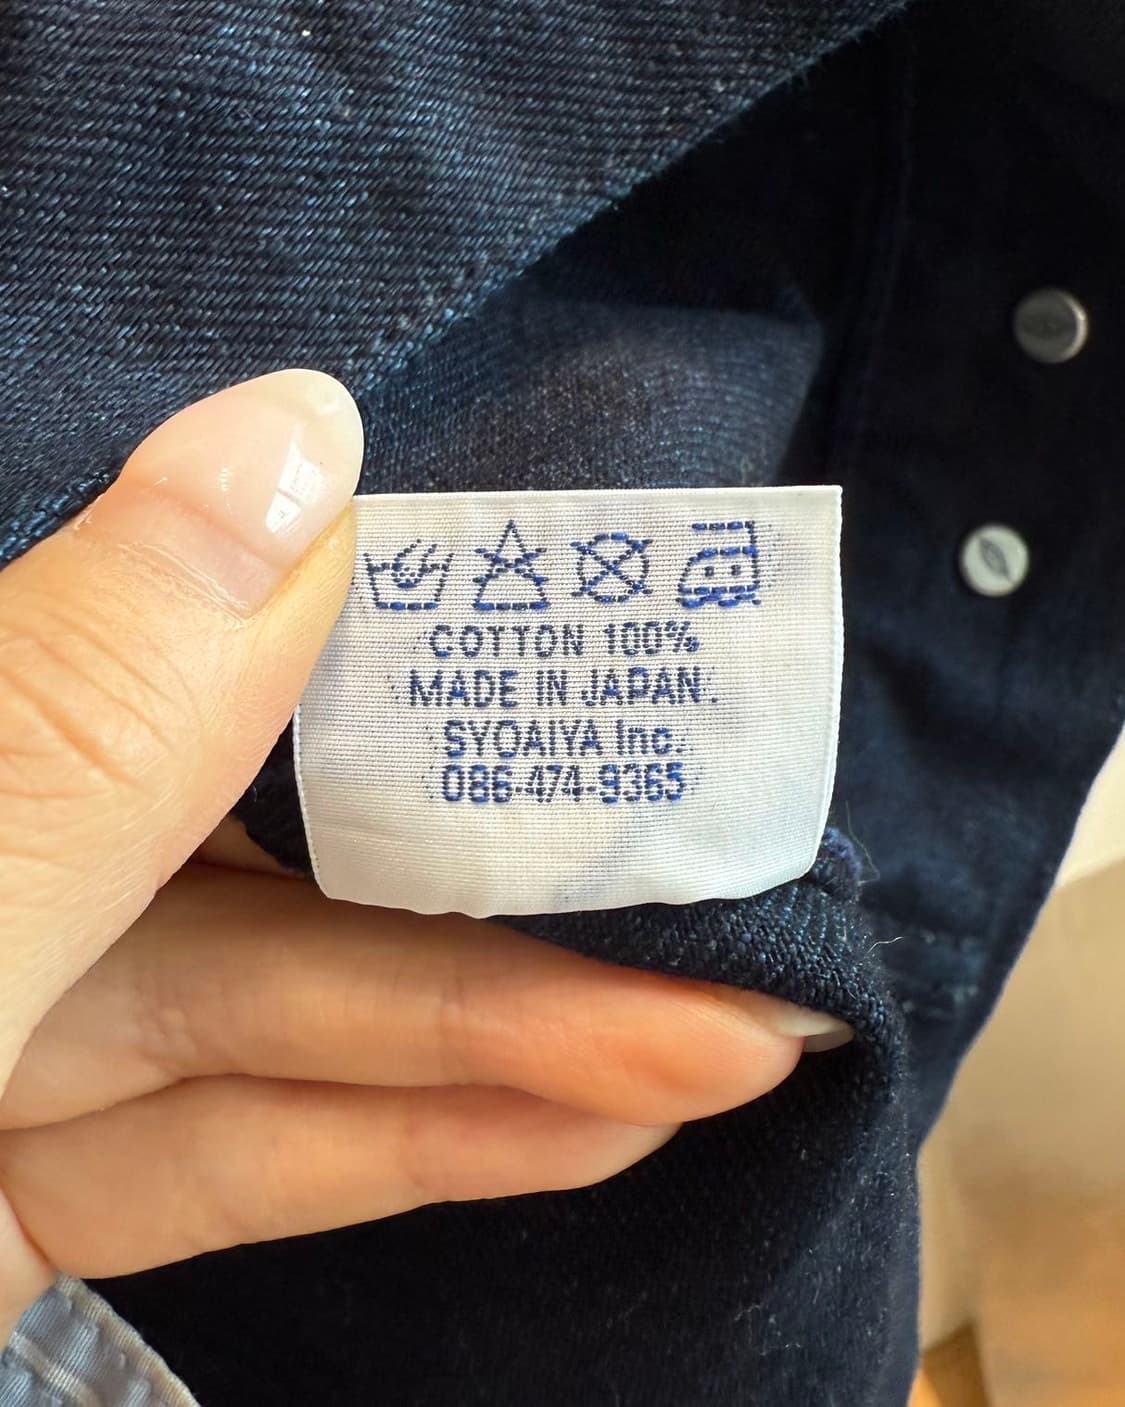 COTTON 100%
MADE IN JAPAN
SYOAIYA Inc.
086-474-9365